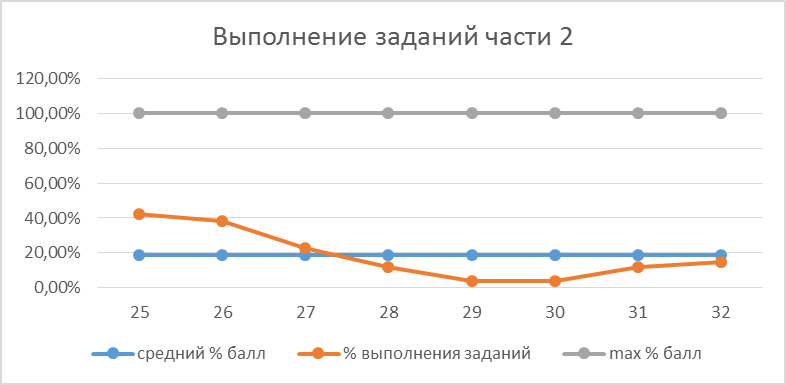 Выполнение заданий части 2
120,00%
100,00%
80,00%
60,00%
40,00%
20,00%
0,00%
25 26 27 28 29 30 31 32
средний % балл % выполнения заданий max % балл